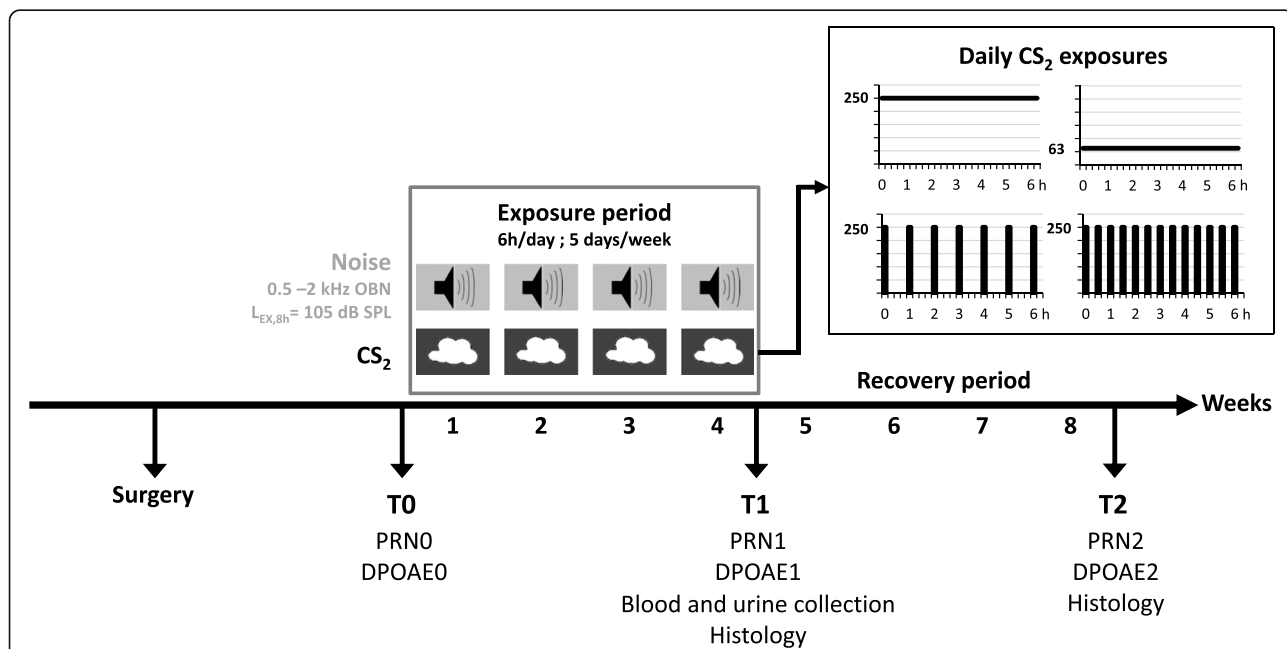 Daily CS₂ exposures
250
0 1 2 3 4 5 6 h
63
0 1 2 3 4 5 6 h
250
0 1 2 3 4 5 6 h
250
0 1 2 3 4 5 6 h
Exposure period
6h/day ; 5 days/week
Noise
0.5 –2 kHz OBN
L_EX,8h= 105 dB SPL
CS₂
Recovery period
Weeks
1 2 3 4 5 6 7 8
Surgery
T0
PRN0
DPOAE0
T1
PRN1
DPOAE1
Blood and urine collection
Histology
T2
PRN2
DPOAE2
Histology